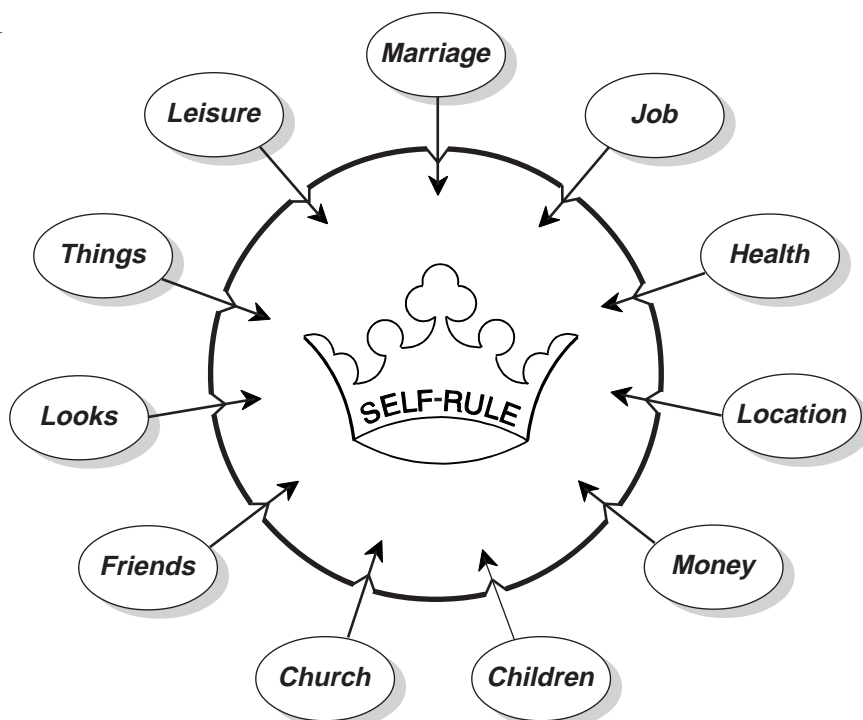 Marriage
Leisure
Job
Things
Health
SELF-RULE
Looks
Location
Friends
Money
Church
Children